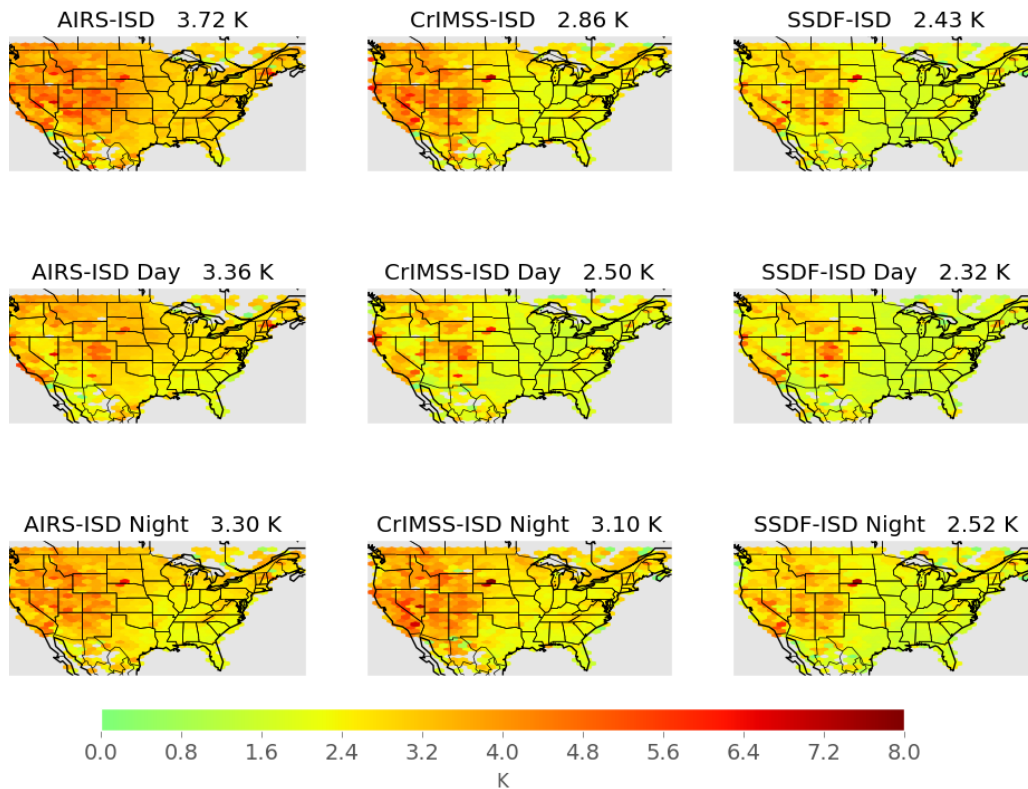 AIRS-ISD 3.72 K
CrIMSS-ISD 2.86 K
SSDF-ISD 2.43 K
AIRS-ISD Day 3.36 K
CrIMSS-ISD Day 2.50 K
SSDF-ISD Day 2.32 K
AIRS-ISD Night 3.30 K
CrIMSS-ISD Night 3.10 K
SSDF-ISD Night 2.52 K
0.0 0.8 1.6 2.4 3.2 4.0 4.8 5.6 6.4 7.2 8.0
K